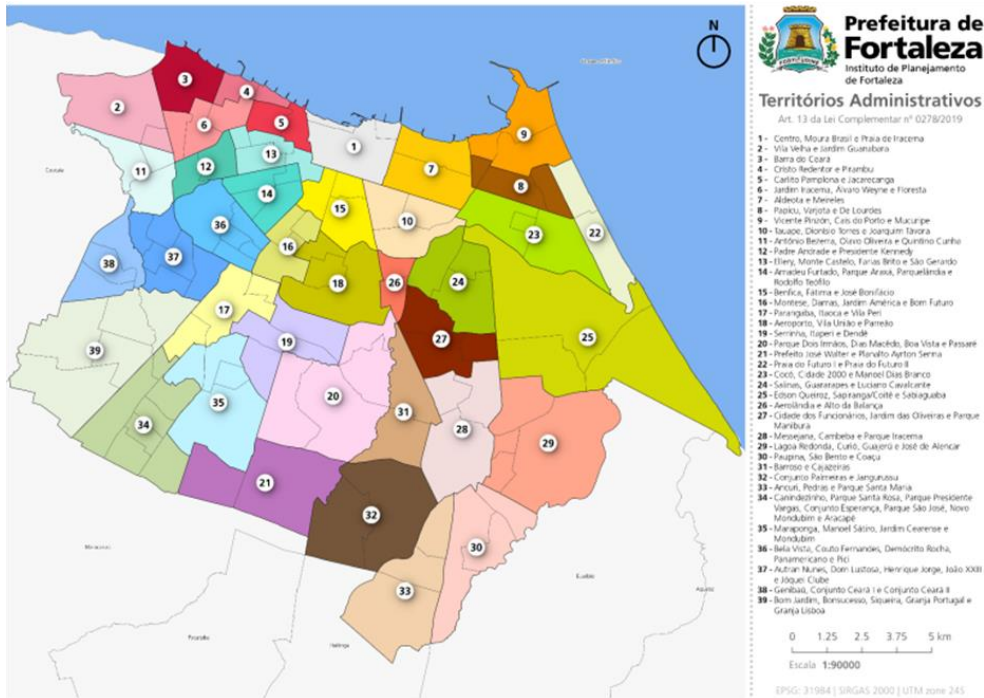 N
Prefeitura de
Fortaleza
Instituto de Planejamento
de Fortaleza
Territórios Administrativos
Art. 13 da Lei Complementar nº 0278/2019
1 - Centro, Moura Brasil e Praia de Iracema
2 - Vila Velha e Jardim Guanabara
3 - Barra do Ceará
4 - Cristo Redentor e Pirambu
5 - Carlito Pamplona e Jacarecanga
6 - Jardim Iracema, Álvaro Weyne e Floresta
7 - Aldeota e Meireles
8 - Papicu, Varjota e De Lourdes
9 - Vicente Pinzón, Cais do Porto e Mucuripe
10 - Tauape, Dionísio Torres e Joaquim Távora
11 - Antônio Bezerra, Olavo Oliveira e Quintino Cunha
12 - Padre Andrade e Presidente Kennedy
13 - Ellery, Monte Castelo, Farias Brito e São Gerardo
14 - Amadeu Furtado, Parque Araxá, Parquelândia e
Rodolfo Teófilo
15 - Benfica, Fátima e José Bonifácio
16 - Montese, Damas, Jardim América e Bom Futuro
17 - Parangaba, Itaoca e Vila Peri
18 - Aeroporto, Vila União e Parreão
19 - Serrinha, Itaperi e Dendê
20 - Parque Dois Irmãos, Dias Macêdo, Boa Vista e Passaré
21 - Prefeito José Walter e Planalto Ayrton Senna
22 - Praia do Futuro I e Praia do Futuro II
23 - Cocó, Cidade 2000 e Manoel Dias Branco
24 - Salinas, Guararapes e Luciano Cavalcante
25 - Edson Queiroz, Sapiranga/Coité e Sabiaguaba
26 - Aerolândia e Alto da Balança
27 - Cidade dos Funcionários, Jardim das Oliveiras e Parque
Manibura
28 - Messejana, Cambeba e Parque Iracema
29 - Lagoa Redonda, Curió, Guajerú e José de Alencar
30 - Paupina, São Bento e Coaçu
31 - Barroso e Cajazeiras
32 - Conjunto Palmeiras e Jangurussu
33 - Ancuri, Pedras e Parque Santa Maria
34 - Canindezinho, Parque Santa Rosa, Parque Presidente
Vargas, Conjunto Esperança, Parque São José, Novo
Mondubim e Aracapé
35 - Maraponga, Manoel Sátiro, Jardim Cearense e
Mondubim
36 - Bela Vista, Couto Fernandes, Demócrito Rocha,
Panamericano e Pici
37 - Autran Nunes, Dom Lustosa, Henrique Jorge, João XXIII
e Jóquei Clube
38 - Genibaú, Conjunto Ceará I e Conjunto Ceará II
39 - Bom Jardim, Bonsucesso, Siqueira, Granja Portugal e
Granja Lisboa
0 1.25 2.5 3.75 5 km
Escala 1:90000
EPSG: 31984 | SIRGAS 2000 | UTM zone 24S
3
2
4
6
5
1
9
7
13
12
11
8
14
15
10
36
22
23
16
37
38
18
26
24
17
25
27
19
39
20
35
31
34
28
29
21
32
30
33
Caucaia
Maracanaú
Pacatuba
Itaitinga
Eusébio
Aquiraz